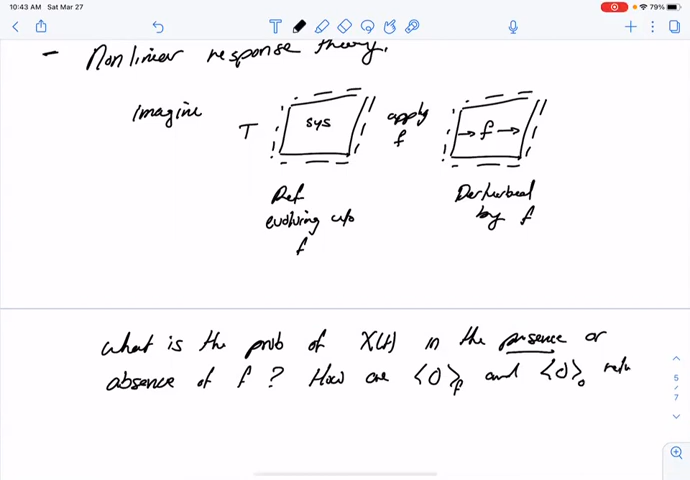 10:43 AM Sat Mar 27
79%
- Nonlinear response theory.
imagine
T
sys
apply
f
→ f →
Ref
evolving w/o
f
Perturbed
by f
What is the prob of X(t) in the presence or
absence of f? How are ⟨O⟩f and ⟨O⟩0
5
/
7